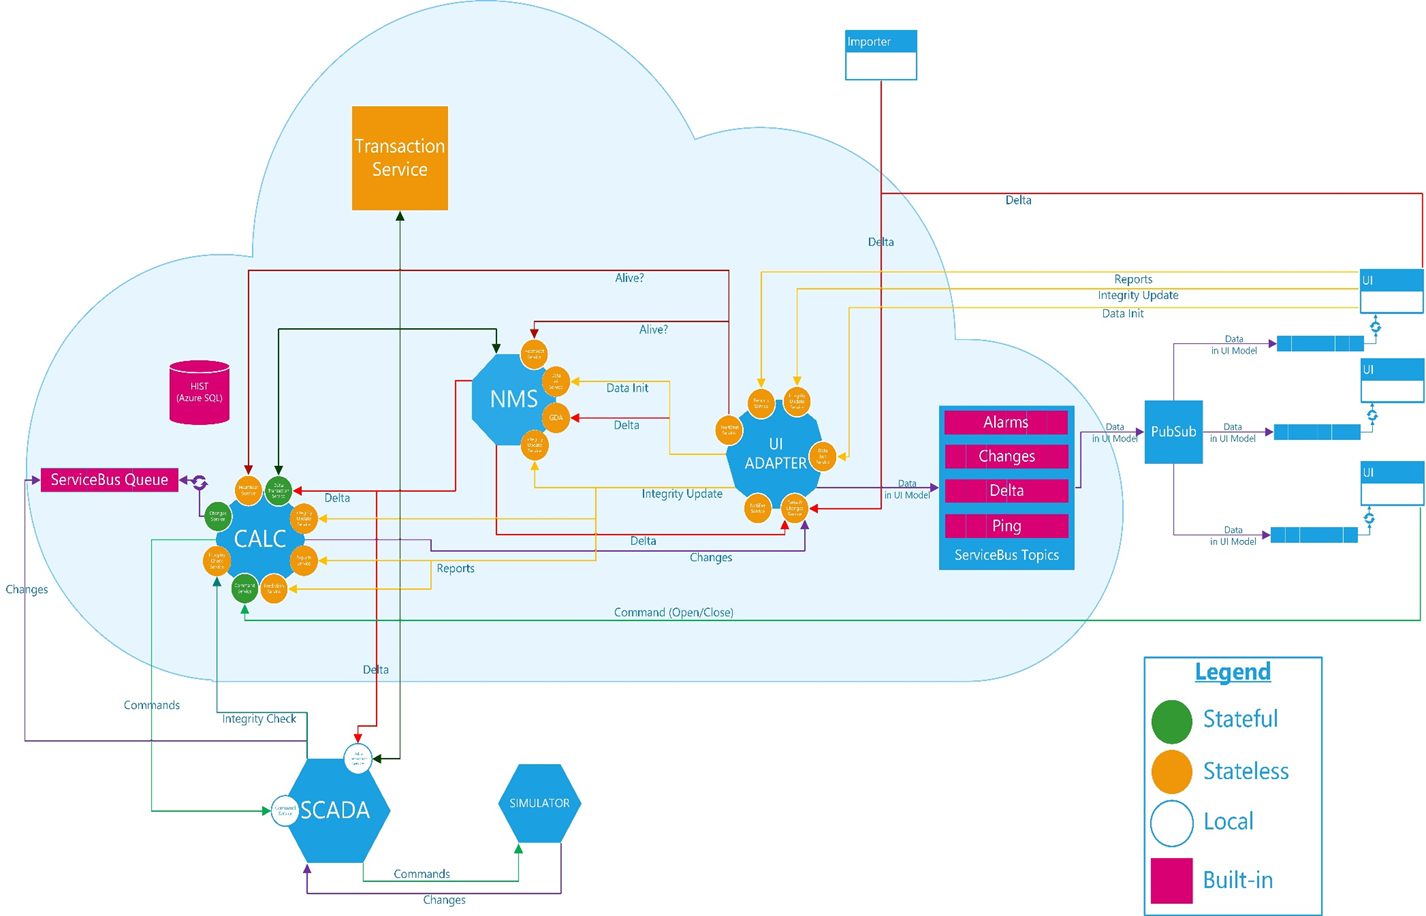 Importer
Transaction
Service
Delta
Delta
Alive?
Reports
UI
Integrity Update
Data Init
Alive?
Data
in UI Model
Heartbeat
Service
HIST
(Azure SQL)
NMS
Data Init
UI
GDA
Delta
Alarms
UI
ADAPTER
Data
in UI Model
PubSub
Data
in UI Model
Changes
ServiceBus Queue
Integrity Update
Data
in UI Model
Delta
UI
Delta
Ping
CALC
Delta
Changes
ServiceBus Topics
Data
in UI Model
Reports
Changes
Command (Open/Close)
Delta
Commands
Integrity Check
SCADA
SIMULATOR
Commands
Changes
Legend
Stateful
Stateless
Local
Built-in